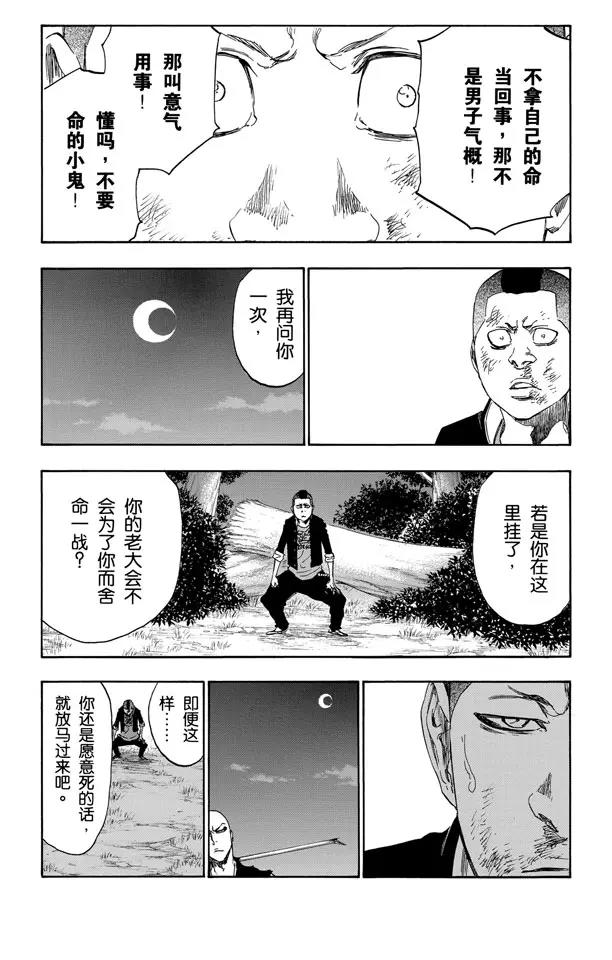 不拿自己的命
当回事，那不
是男子气概！
那叫意气
用事！
懂吗，不要
命的小鬼！
我再问你
一次，
若是你在这
里挂了，
你的老大会不
会为了你而舍
命一战？
即便这
样……
你还是愿意死的话，
就放马过来吧。